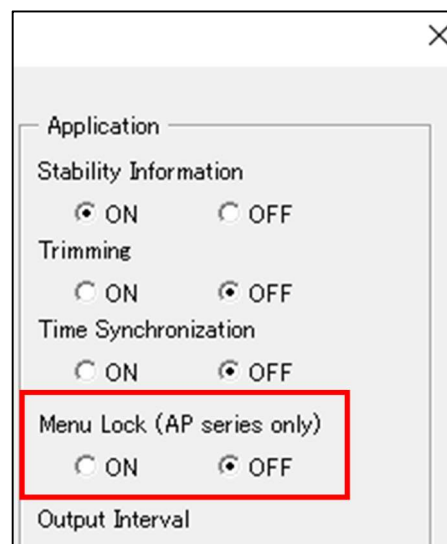 Application
Stability Information
ON OFF
Trimming
ON OFF
Time Synchronization
ON OFF
Menu Lock (AP series only)
ON OFF
Output Interval